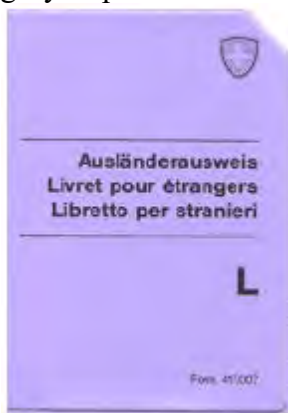 Ausländerausweis
Livret pour étrangers
Libretto per stranieri
L